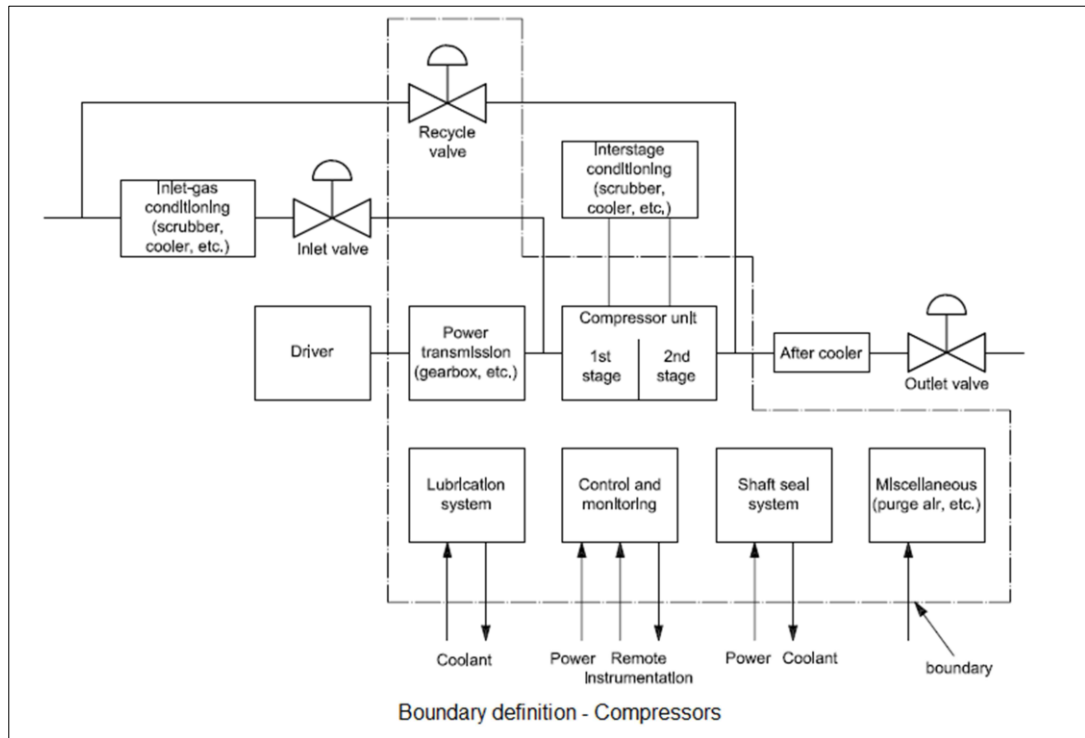 Recycle
valve
Interstage
conditioning
(scrubber,
cooler, etc.)
Inlet-gas
conditioning
(scrubber,
cooler, etc.)
Inlet valve
Driver
Power
transmission
(gearbox, etc.)
Compressor unit
1st
stage
2nd
stage
After cooler
Outlet valve
Lubrication
system
Control and
monitoring
Shaft seal
system
Miscellaneous
(purge air, etc.)
Coolant
Power
Remote
Instrumentation
Power
Coolant
boundary
Boundary definition - Compressors